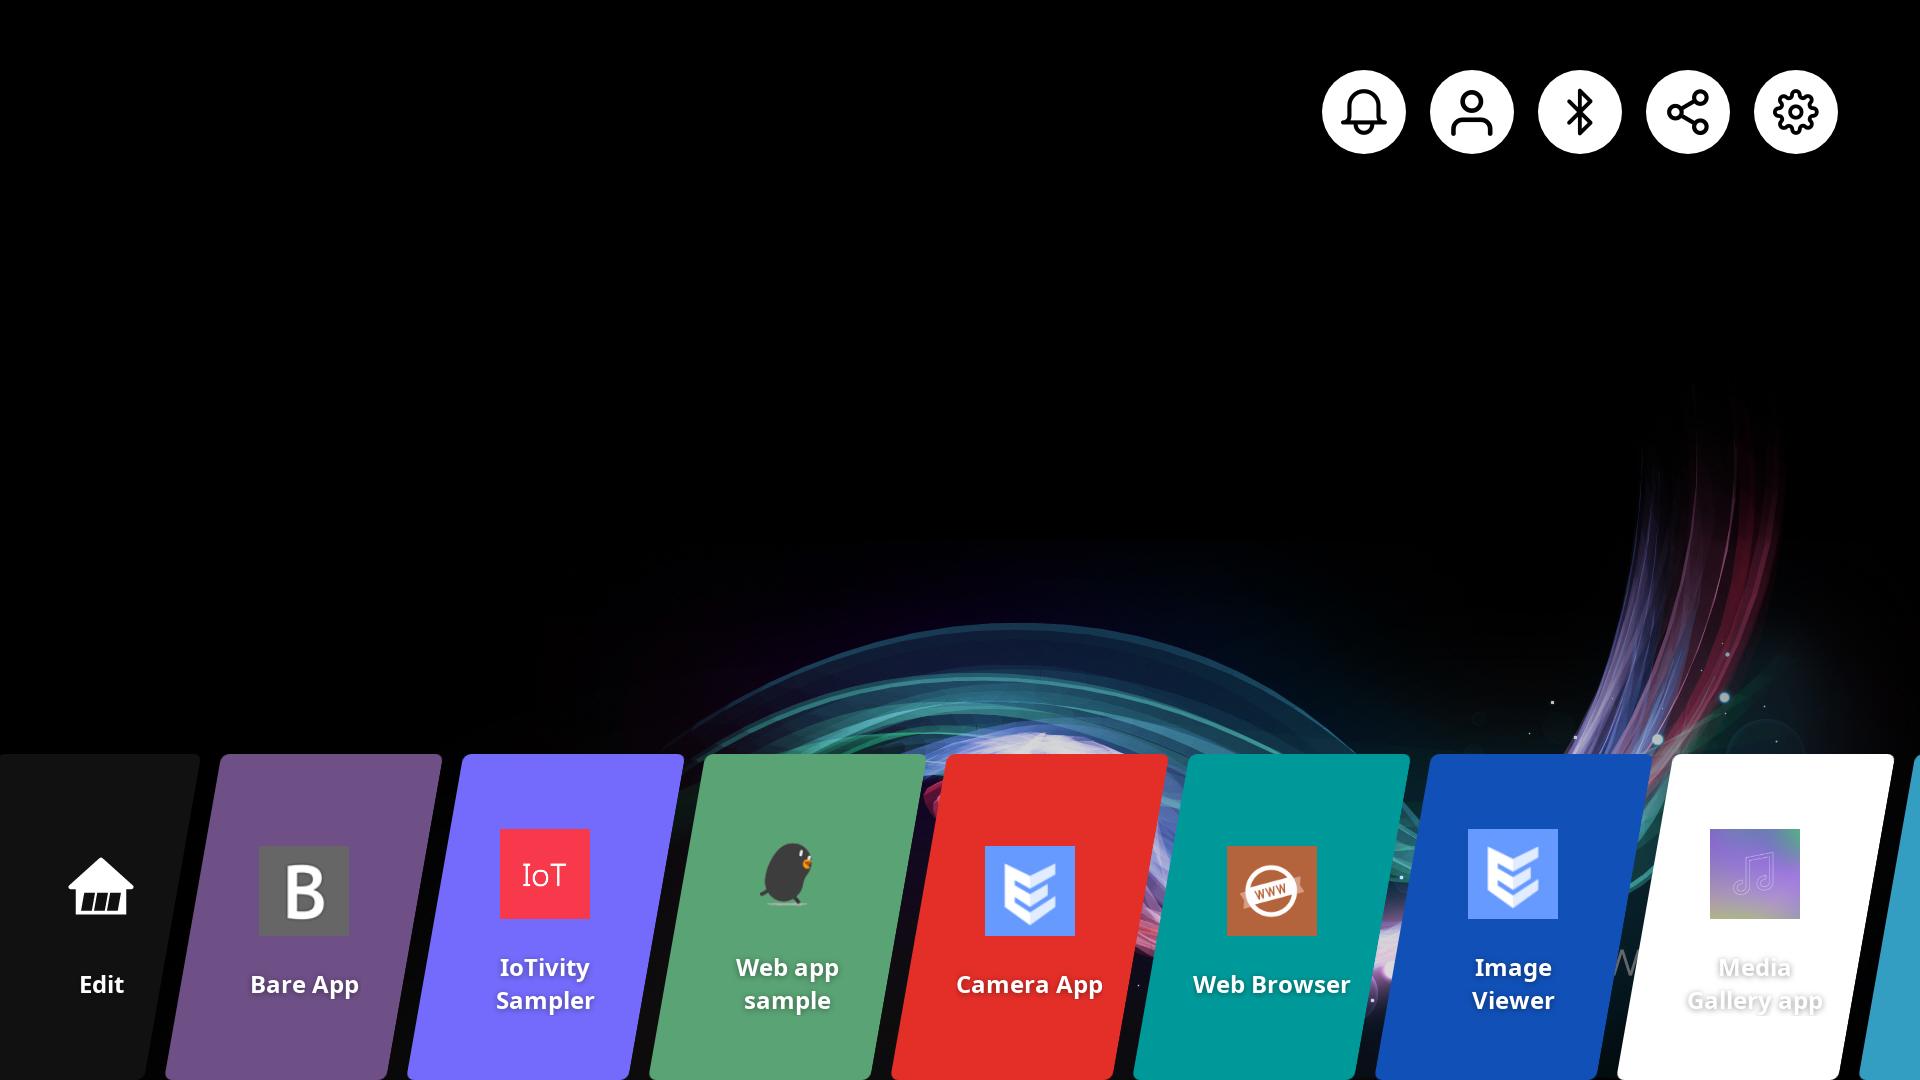 Edit
B
Bare App
IoT
IoTivity
Sampler
Web app
sample
Camera App
WWW
Web Browser
Image
Viewer
W
Media
Gallery app